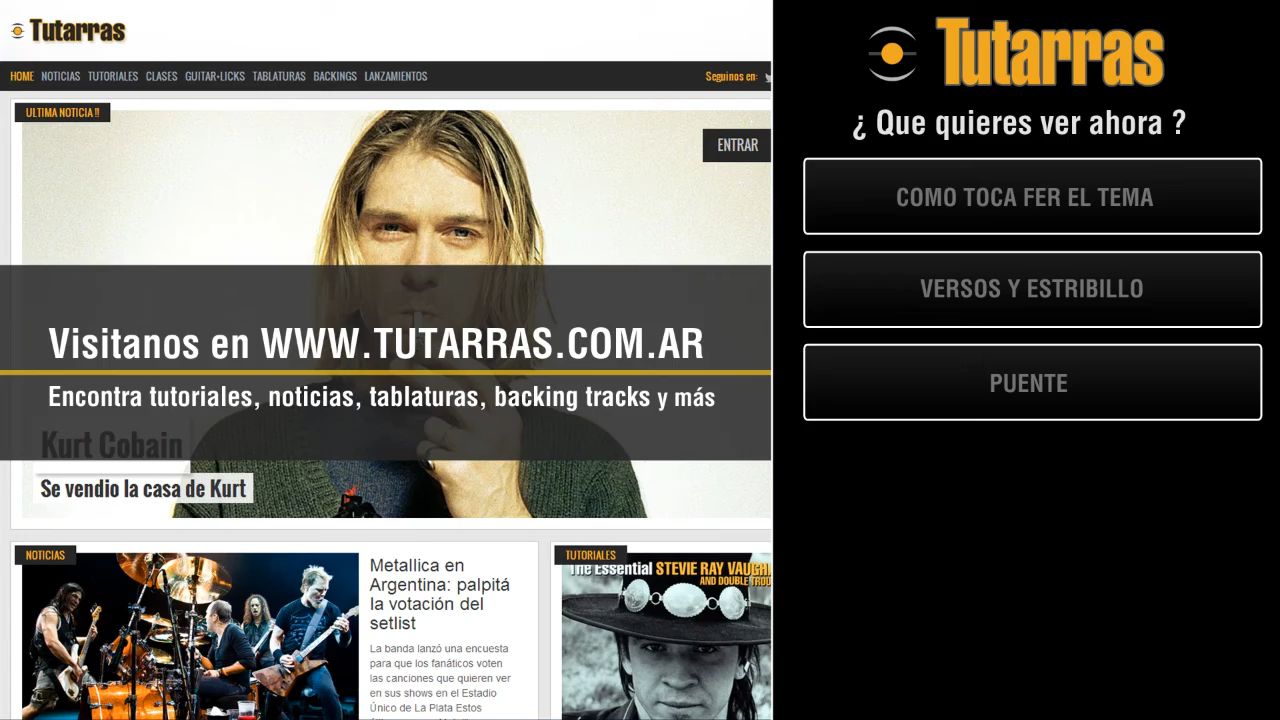 Tutarras
HOME NOTICIAS TUTORIALES CLASES GUITAR-LICKS TABLATURAS BACKINGS LANZAMIENTOS
Seguinos en:
ULTIMA NOTICIA !!
ENTRAR
Visitanos en WWW.TUTARRAS.COM.AR
Encontra tutoriales, noticias, tablaturas, backing tracks y más
Kurt Cobain
Se vendio la casa de Kurt
NOTICIAS
Metallica en
Argentina: palpitá
la votación del
setlist
La banda lanzó una encuesta
para que los fanáticos voten
las canciones que quieren ver
en sus shows en el Estadio
Único de La Plata Estos
TUTORIALES
The Essential STEVIE RAY VAUGH
AND DOUBLE TROU
Tutarras
¿ Que quieres ver ahora ?
COMO TOCA FER EL TEMA
VERSOS Y ESTRIBILLO
PUENTE